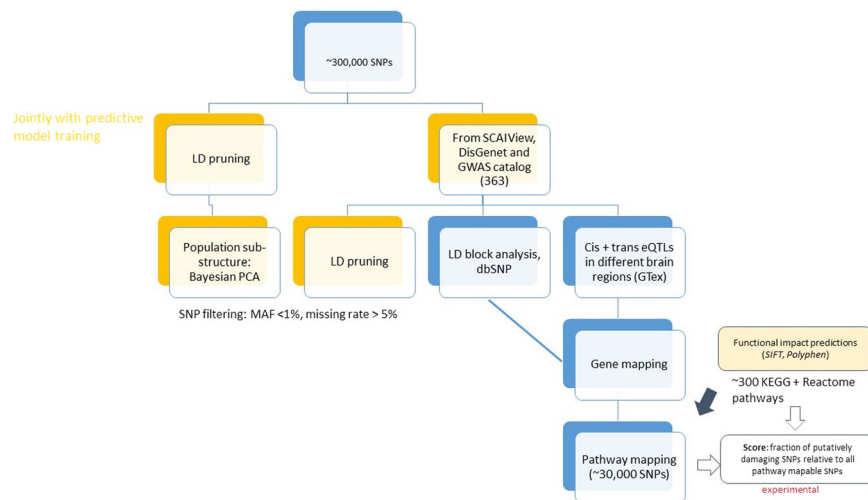 ~300,000 SNPs
Jointly with predictive
model training
LD pruning
From SCAIView,
DisGenet and
GWAS catalog
(363)
Population sub-
structure:
Bayesian PCA
LD pruning
LD block analysis,
dbSNP
Cis + trans eQTLs
in different brain
regions (GTex)
SNP filtering: MAF <1%, missing rate > 5%
Gene mapping
Functional impact predictions
(SIFT, Polyphen)
~300 KEGG + Reactome
pathways
Pathway mapping
(~30,000 SNPs)
Score: fraction of putatively
damaging SNPs relative to all
pathway mapable SNPs
experimental